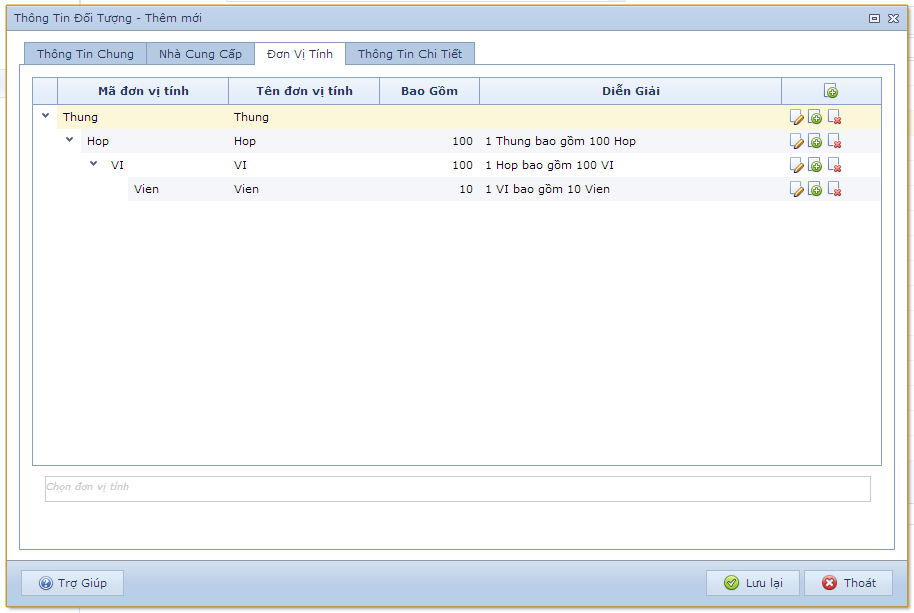 Thông Tin Đối Tượng - Thêm mới
Thông Tin Chung Nhà Cung Cấp Đơn Vị Tính Thông Tin Chi Tiết
Mã đơn vị tính Tên đơn vị tính Bao Gồm Diễn Giải
Thung Thung
Hop Hop 100 1 Thung bao gồm 100 Hop
VI VI 100 1 Hop bao gồm 100 VI
Vien Vien 10 1 VI bao gồm 10 Vien
Chọn đơn vị tính
Trợ Giúp Lưu lại Thoát